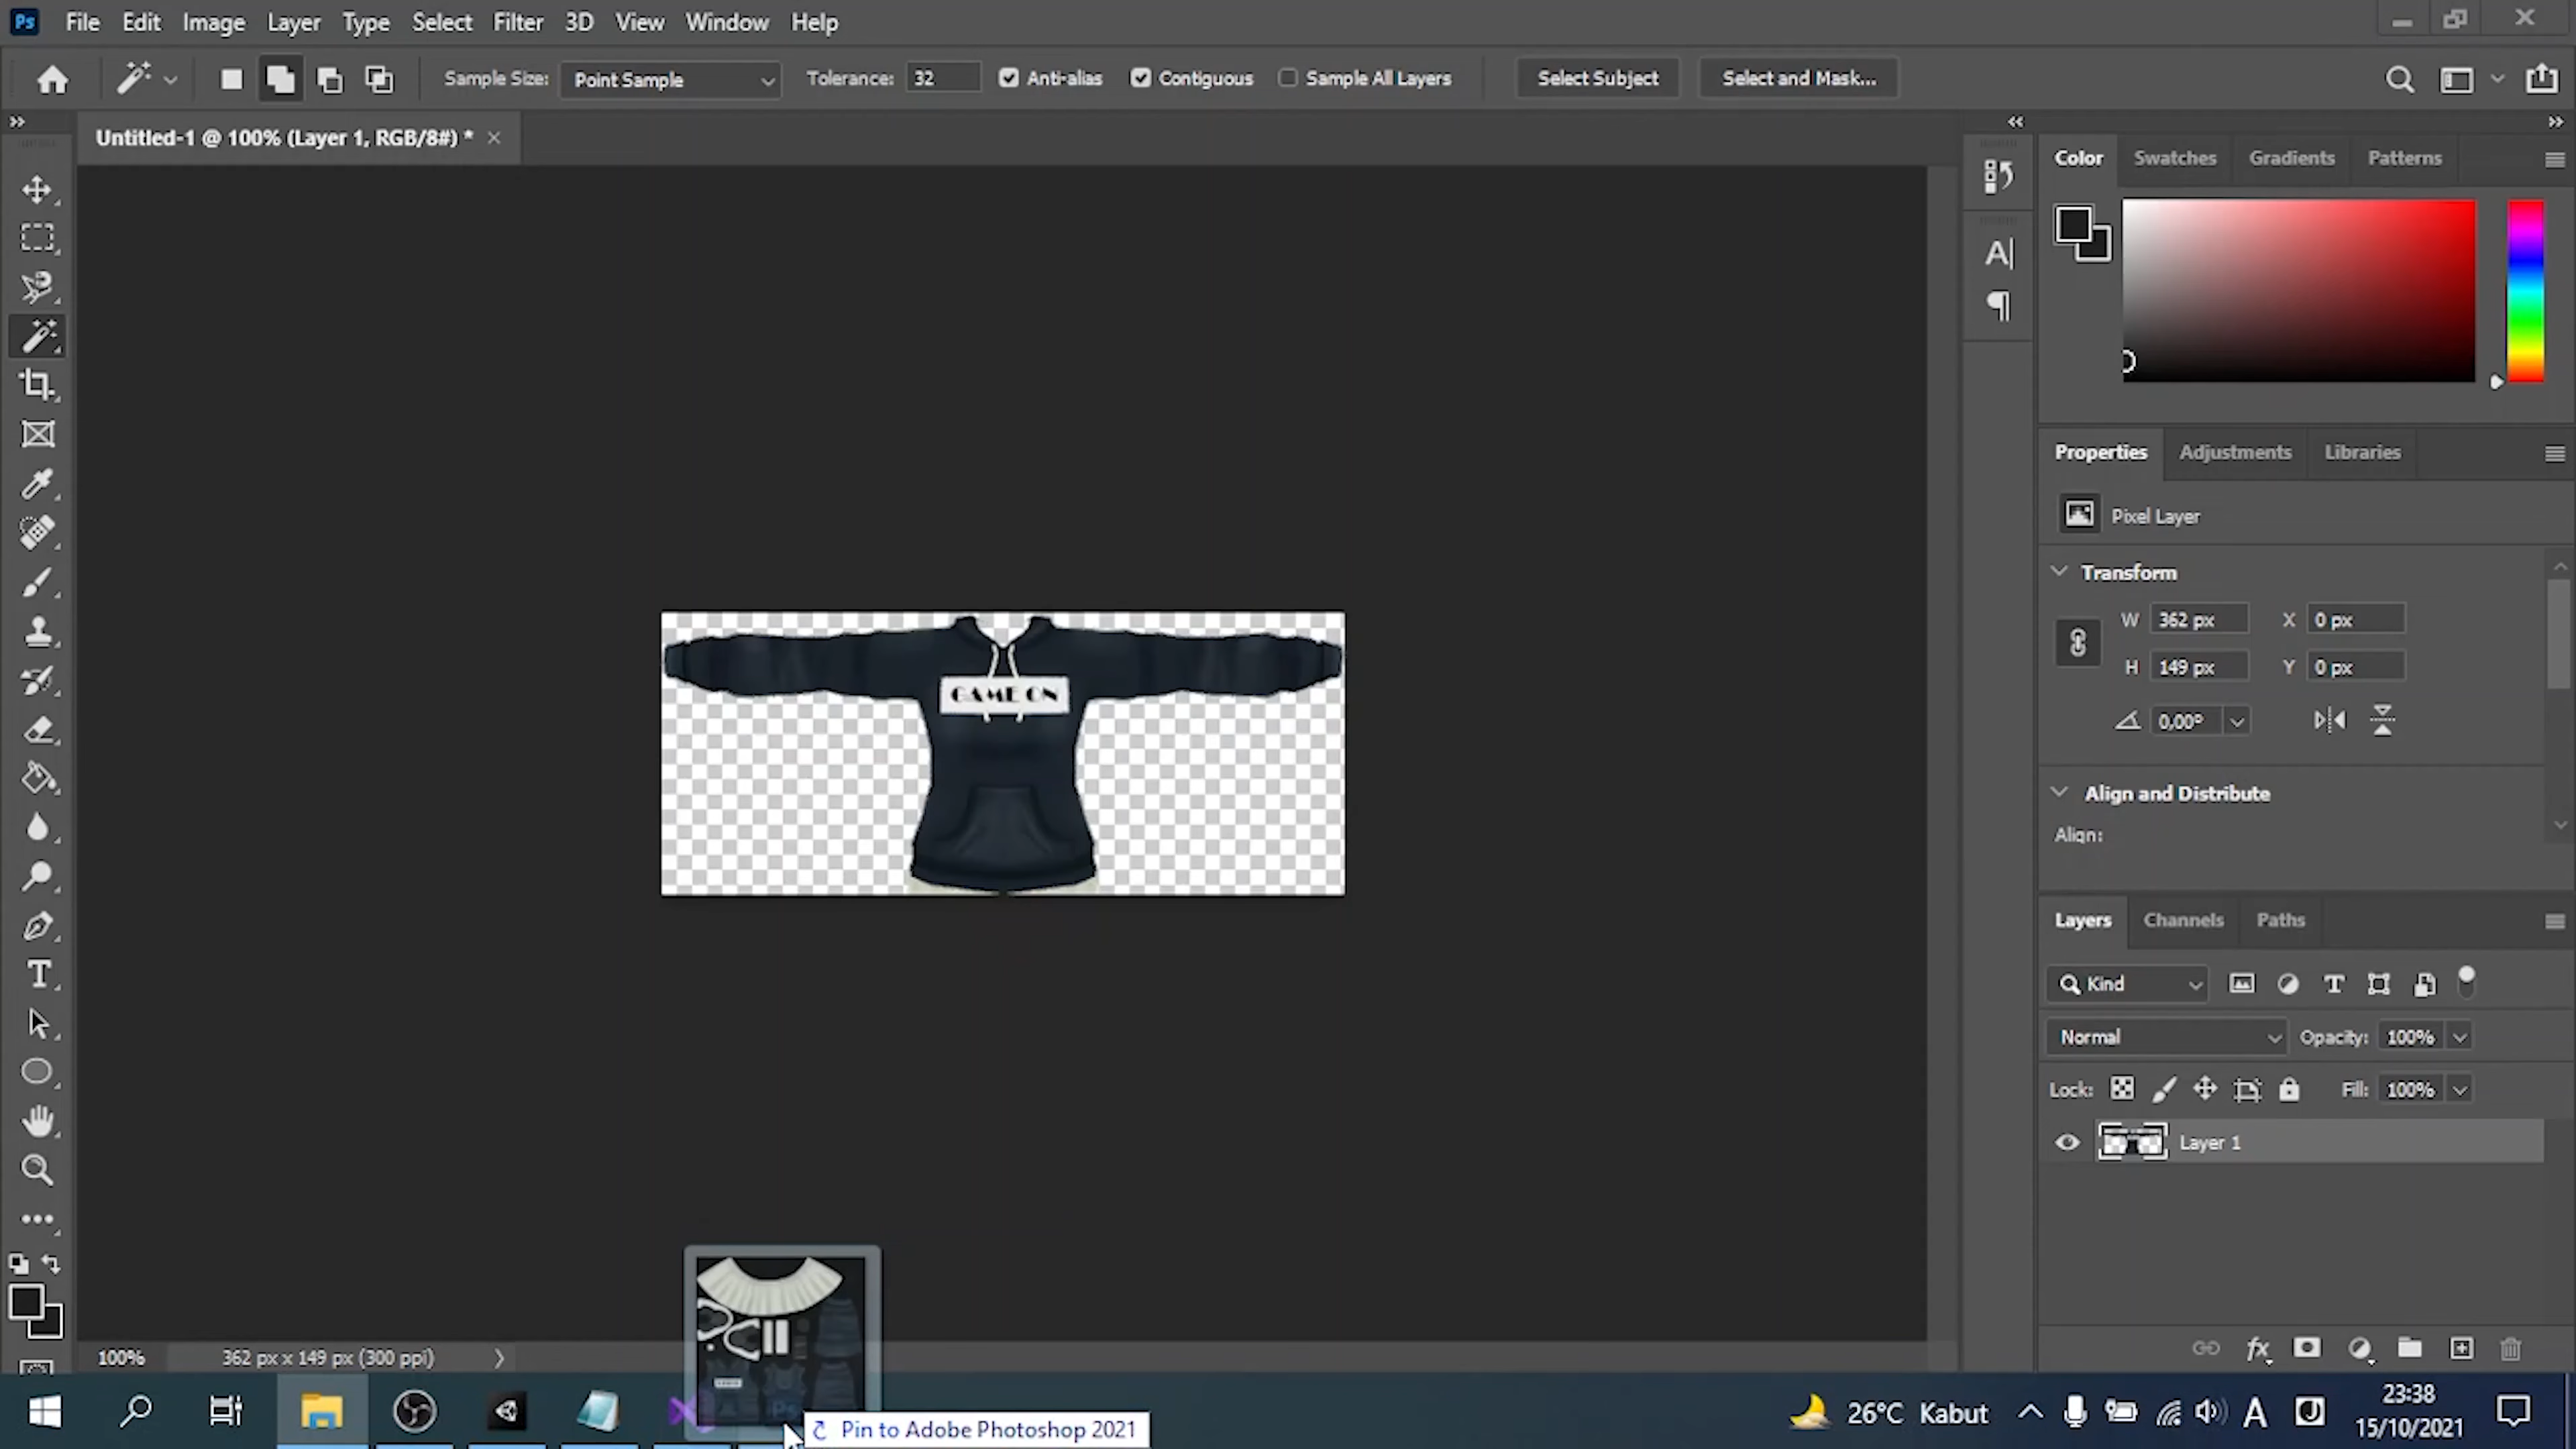 Ps File Edit Image Layer Type Select Filter 3D View Window Help
Sample Size: Point Sample Tolerance: 32 Anti-alias Contiguous Sample All Layers Select Subject Select and Mask...
Untitled-1 @ 100% (Layer 1, RGB/8#) *
Color Swatches Gradients Patterns
Properties Adjustments Libraries
Pixel Layer
Transform
W 362 px X 0 px
H 149 px Y 0 px
0,00°
Align and Distribute
Align:
GAME ON
Layers Channels Paths
Kind
Normal Opacity: 100%
Lock: Fill: 100%
Layer 1
100% 362 px x 149 px (300 ppi)
Pin to Adobe Photoshop 2021
26°C Kabut
A
23:38
15/10/2021